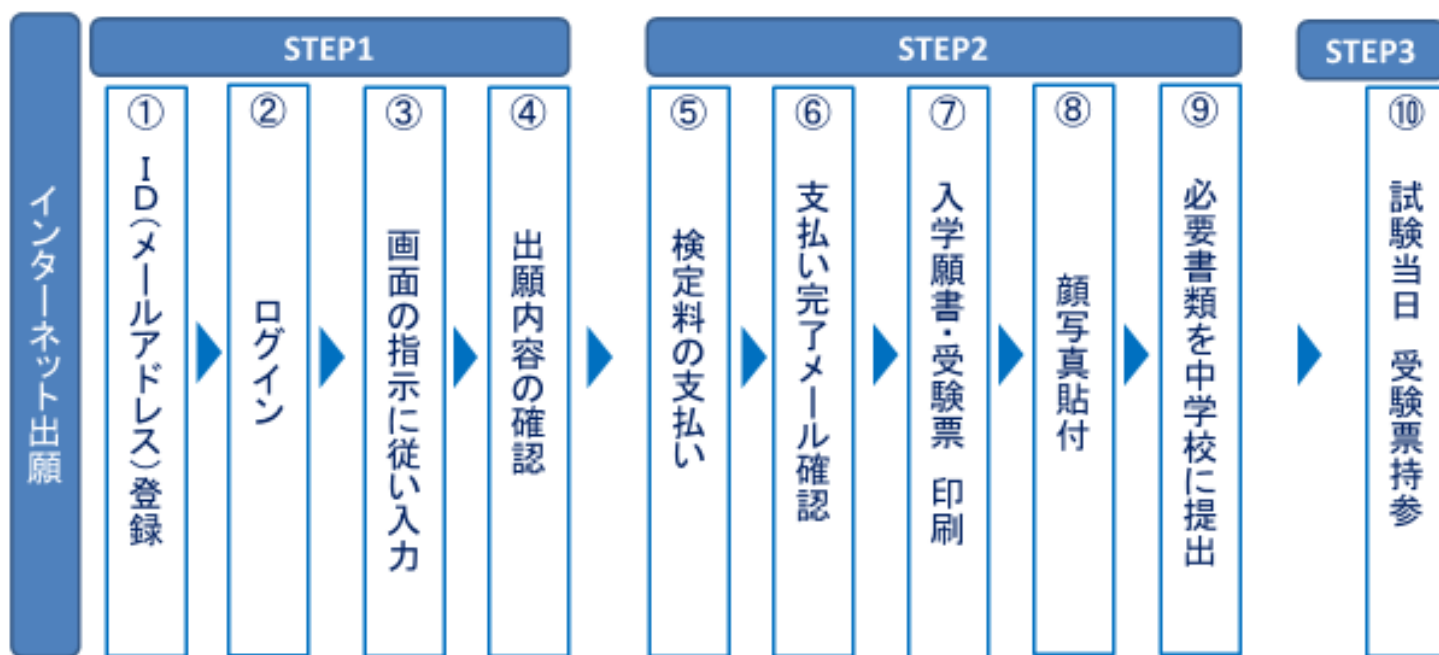 インターネット出願
STEP1
①ID(メールアドレス)登録
②ログイン
③画面の指示に従い入力
④出願内容の確認
STEP2
⑤検定料の支払い
⑥支払い完了メール確認
⑦入学願書・受験票 印刷
⑧顔写真貼付
⑨必要書類を中学校に提出
STEP3
⑩試験当日 受験票持参